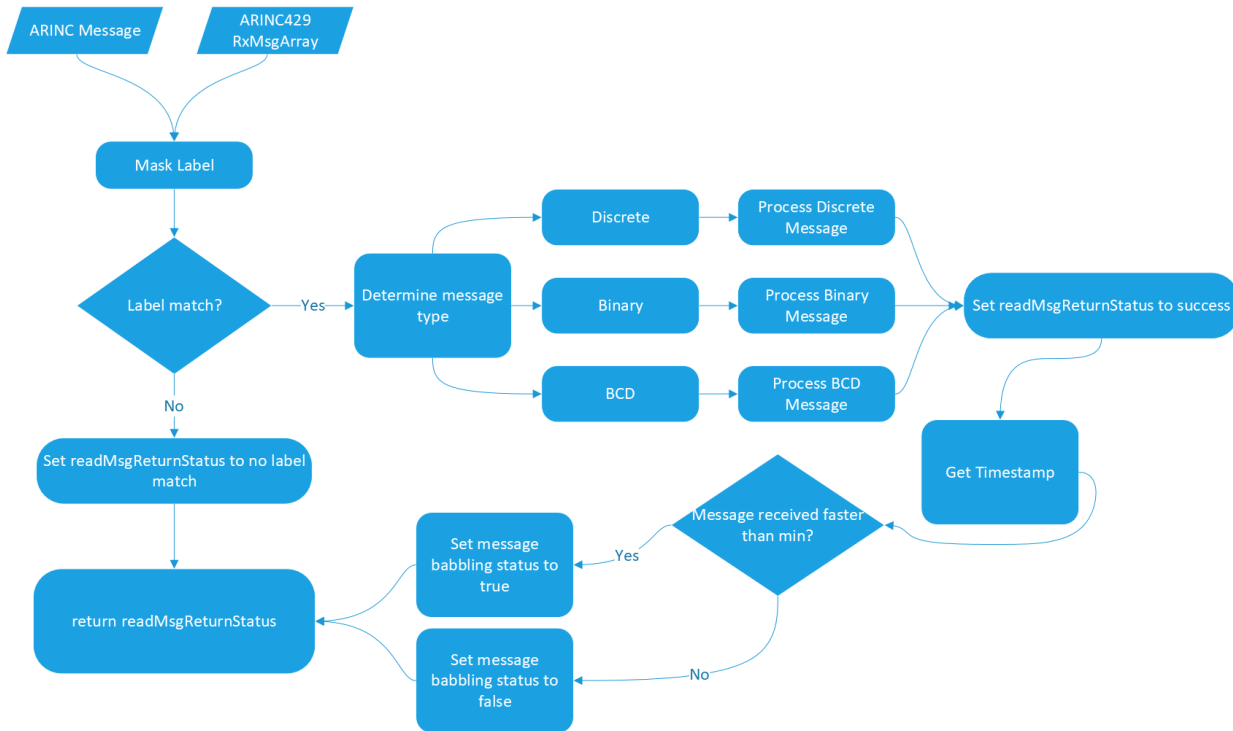 ARINC Message
ARINC429
RxMsgArray
Mask Label
Label match?
Yes
Determine message
type
Discrete
Process Discrete
Message
Binary
Process Binary
Message
BCD
Process BCD
Message
Set readMsgReturnStatus to success
No
Set readMsgReturnStatus to no label
match
Get Timestamp
Message received faster
than min?
Yes
Set message
babbling status to
true
No
Set message
babbling status to
false
return readMsgReturnStatus